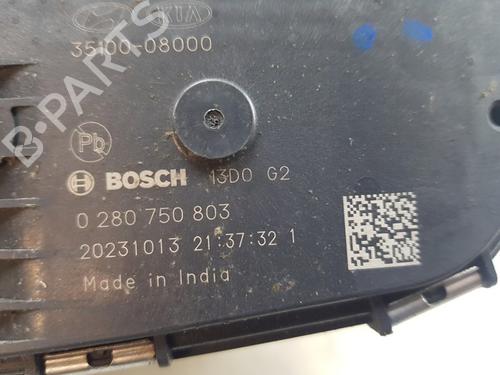 KIA
35100-08000
B-PARTS
Pb
BOSCH 13D0 G2
0 280 750 803
20231013 21:37:32 1
Made in India